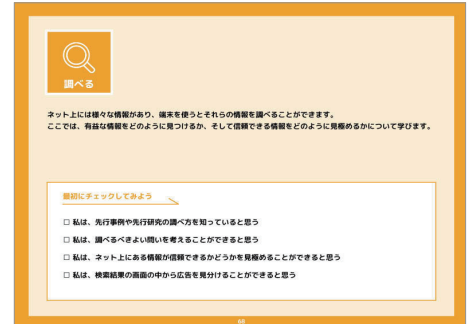 調べる
ネット上には様々な情報があり、端末を使うとそれらの情報を調べることができます。
ここでは、有益な情報をどのように見つけるか、そして信頼できる情報をどのように見極めるかについて学びます。
最初にチェックしてみよう
□ 私は、先行事例や先行研究の調べ方を知っていると思う
□ 私は、調べるべきよい問いを考えることができると思う
□ 私は、ネット上にある情報が信頼できるかどうかを見極めることができると思う
□ 私は、検索結果の画面の中から広告を見分けることができると思う